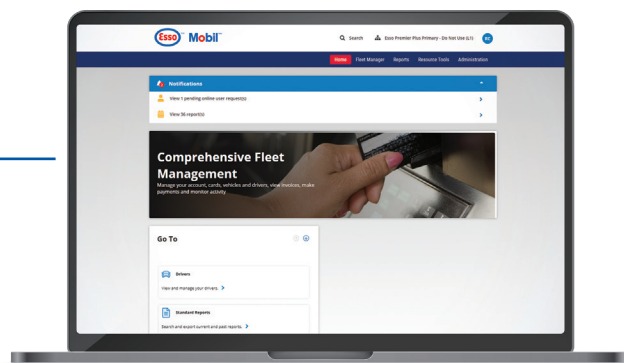 Esso Mobil
Search Esso Premier Plus Primary - Do Not Use (L1) BC
Home Fleet Manager Reports Resource Tools Administration
Notifications
View 1 pending online user request(s)
View 36 report(s)
Comprehensive Fleet
Management
Manage your account, cards, vehicles and drivers, view invoices, make
payments and monitor activity
Go To
Drivers
View and manage your drivers.
Standard Reports
Search and export current and past reports.